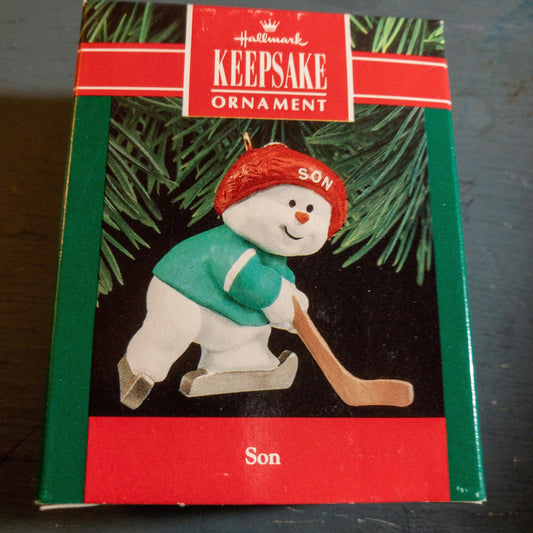 Hallmark
KEEPSAKE
ORNAMENT
SON
Son